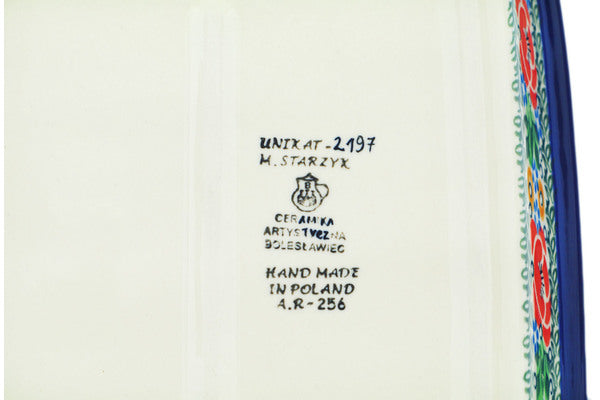 UNIKAT-2197
M. STARZYK
CERAMIKA
ARTYSTYCZNA
BOLESŁAWIEC
HAND MADE
IN POLAND
A.R-256